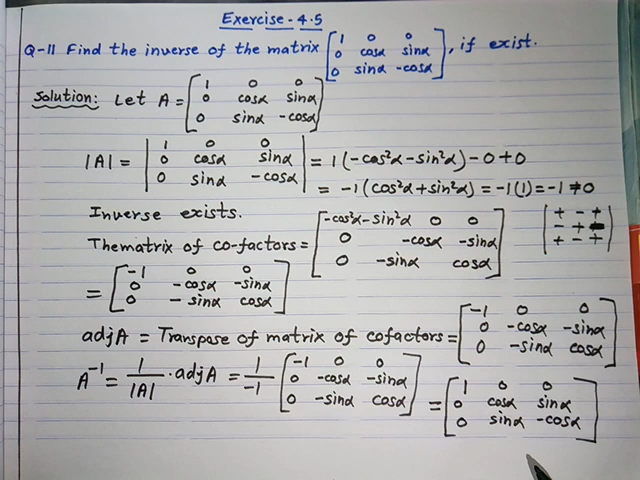 Exercise - 4.5
Q-11 Find the inverse of the matrix [1 0 0
0 cosα sinα
0 sinα -cosα], if exist.
Solution: Let A = [1 0 0
0 cosα sinα
0 sinα -cosα]
|A| = |1 0 0
0 cosα sinα
0 sinα -cosα| = 1(-cos²α - sin²α) - 0 + 0
= -1(cos²α + sin²α) = -1(1) = -1 ≠ 0
Inverse exists.
The matrix of co-factors = [-cos²α - sin²α 0 0
0 -cosα -sinα
0 -sinα cosα]
|+ - +
- + -
+ - +|
= [-1 0 0
0 -cosα -sinα
0 -sinα cosα]
adjA = Transpose of matrix of cofactors = [-1 0 0
0 -cosα -sinα
0 -sinα cosα]
A⁻¹ = 1/|A| · adjA = 1/-1 [-1 0 0
0 -cosα -sinα
0 -sinα cosα]
= [1 0 0
0 cosα sinα
0 sinα -cosα]